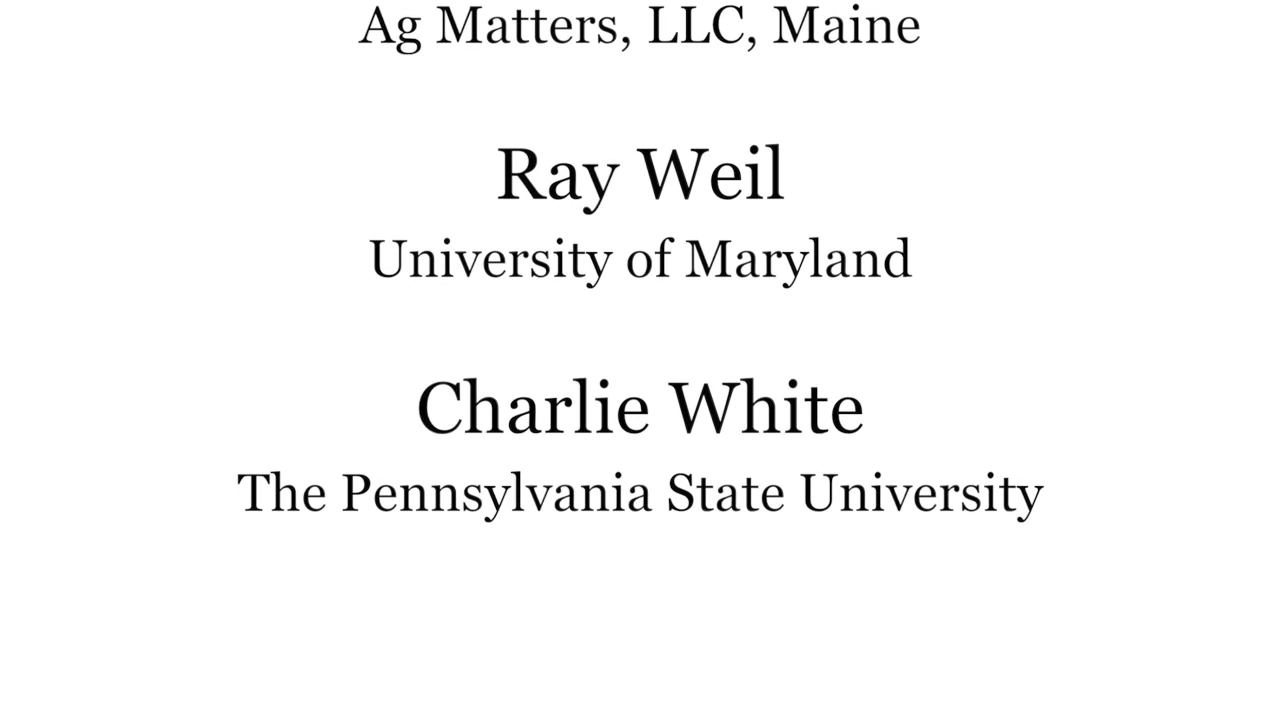 Ag Matters, LLC, Maine
Ray Weil
University of Maryland
Charlie White
The Pennsylvania State University